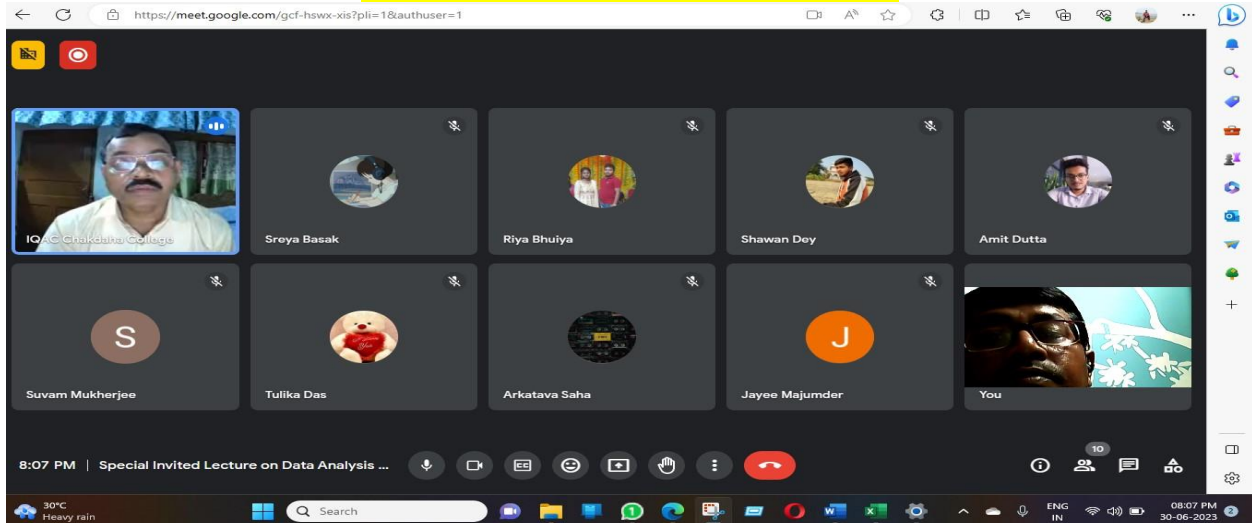 https://meet.google.com/gcf-hswx-xis?pli=1&authuser=1
IQAC Chakdaha College
Sreya Basak
Riya Bhuiya
Shawan Dey
Amit Dutta
S
J
Suvam Mukherjee
Tulika Das
Arkatava Saha
Jayee Majumder
You
8:07 PM | Special Invited Lecture on Data Analysis ...
CC
10
30°C
Heavy rain
Search
1
ENG
IN
08:07 PM
30-06-2023
2